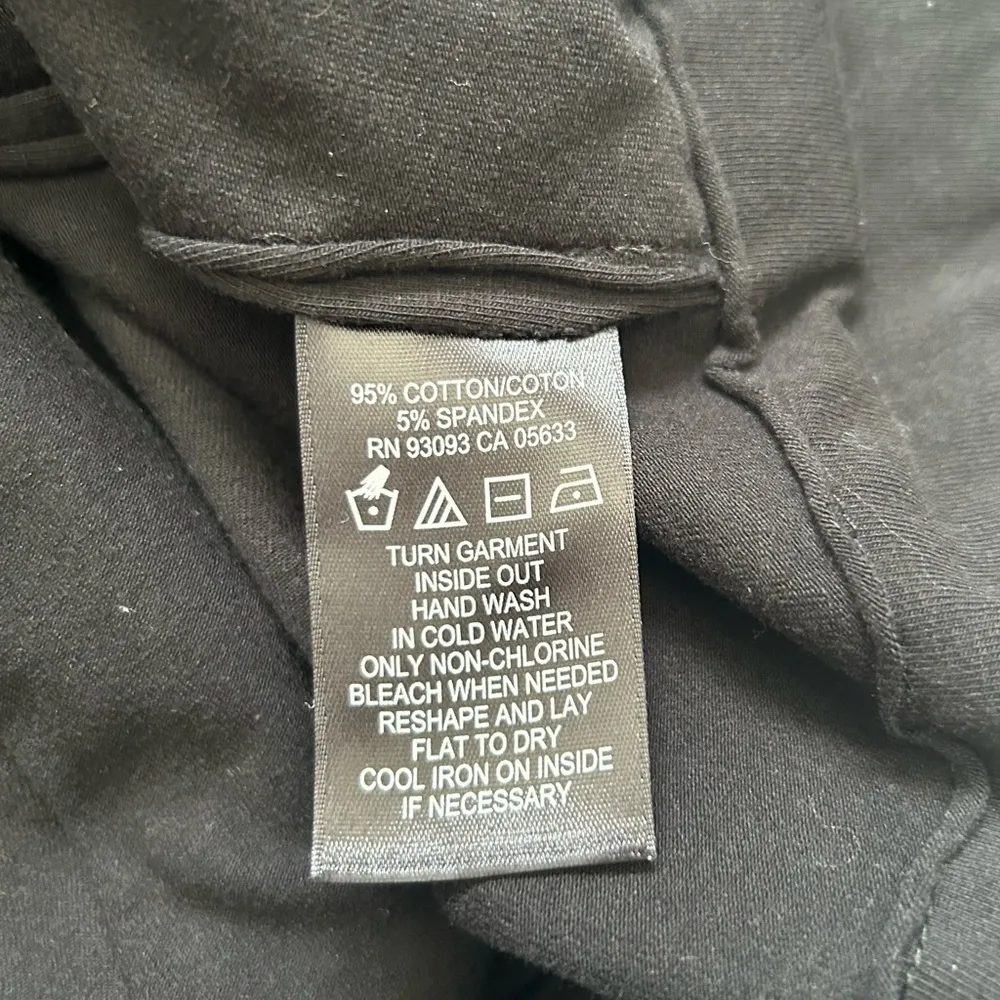 95% COTTON/COTON
5% SPANDEX
RN 93093 CA 05633
TURN GARMENT
INSIDE OUT
HAND WASH
IN COLD WATER
ONLY NON-CHLORINE
BLEACH WHEN NEEDED
RESHAPE AND LAY
FLAT TO DRY
COOL IRON ON INSIDE
IF NECESSARY